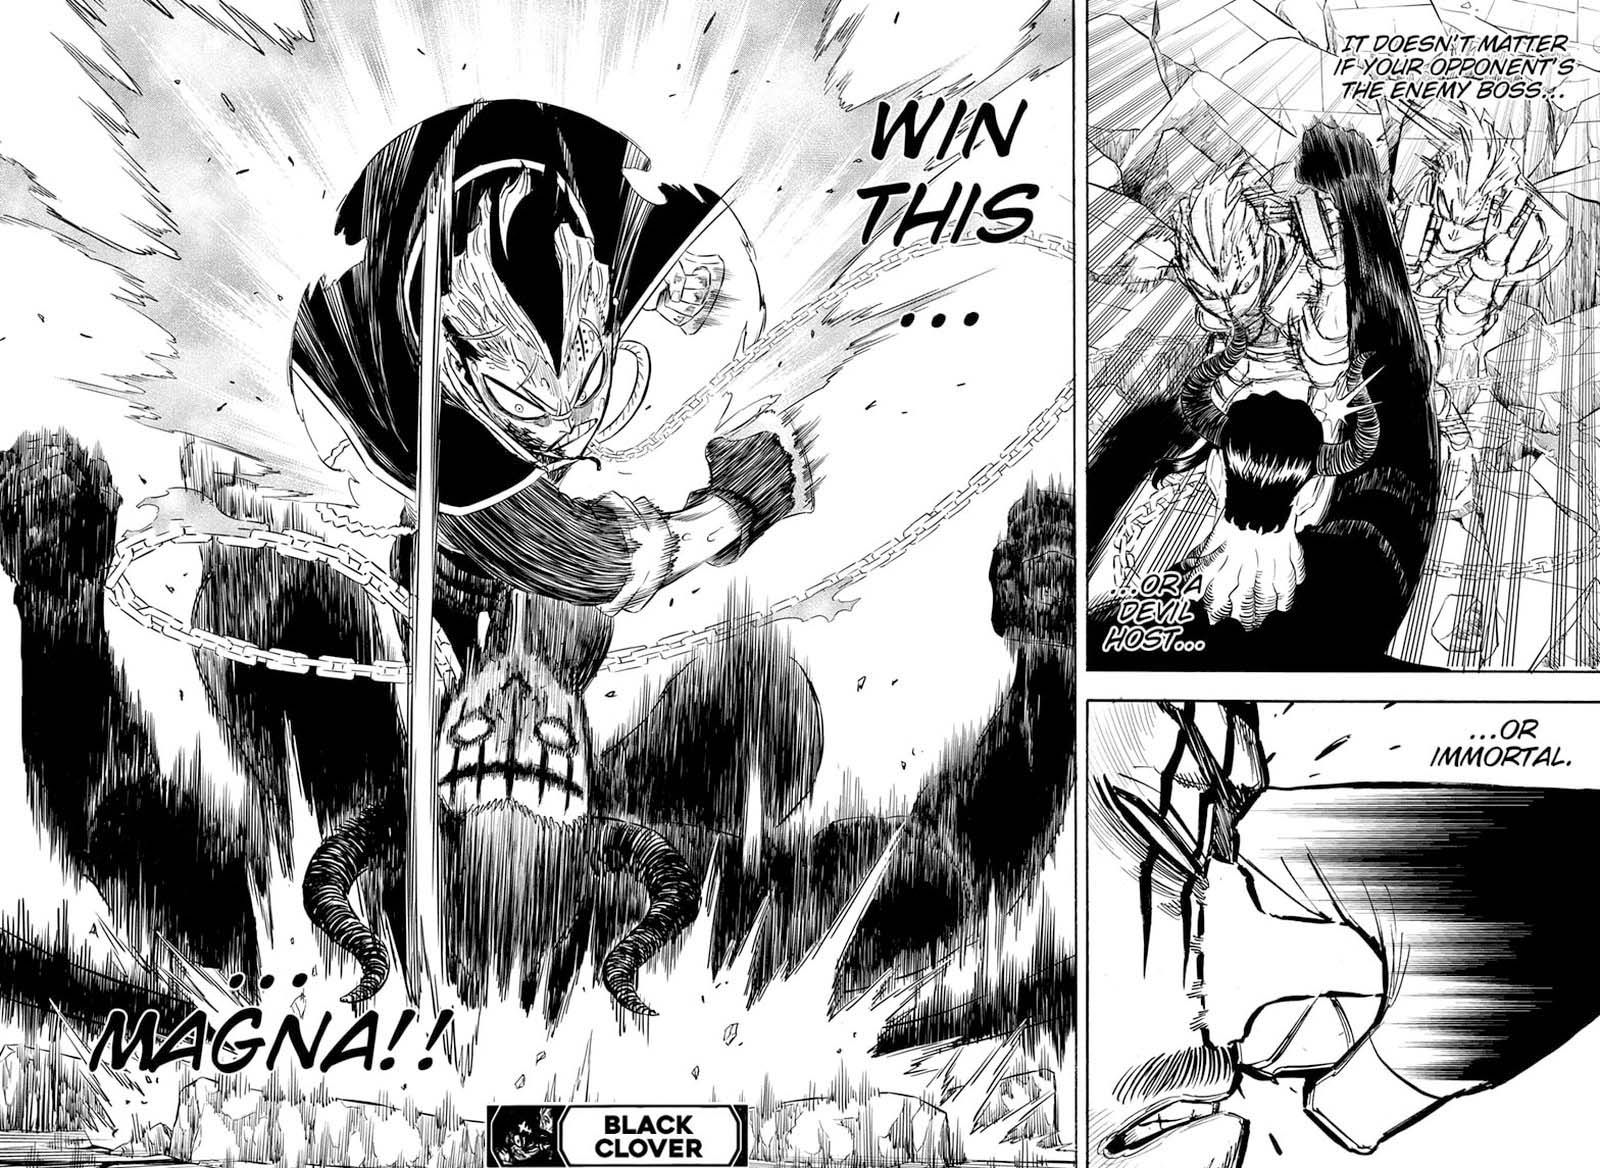 IT DOESN'T MATTER
IF YOUR OPPONENT'S
THE ENEMY BOSS...
...OR A
DEVIL
HOST...
...OR
IMMORTAL.
WIN
THIS
...
...
MAGNA!!
BLACK
CLOVER